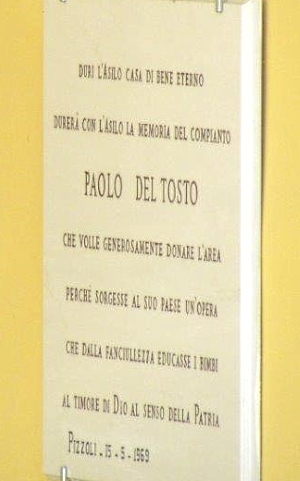 DURI L'ASILO CASA DI BENE ETERNO
DURERÀ CON L'ASILO LA MEMORIA DEL COMPIANTO
PAOLO DEL TOSTO
CHE VOLLE GENEROSAMENTE DONARE L'AREA
PERCHÉ SORGESSE AL SUO PAESE UN'OPERA
CHE DALLA FANCIULLEZZA EDUCASSE I BIMBI
AL TIMORE DI DIO AL SENSO DELLA PATRIA
PIZZOLI - 15 - 5 - 1969